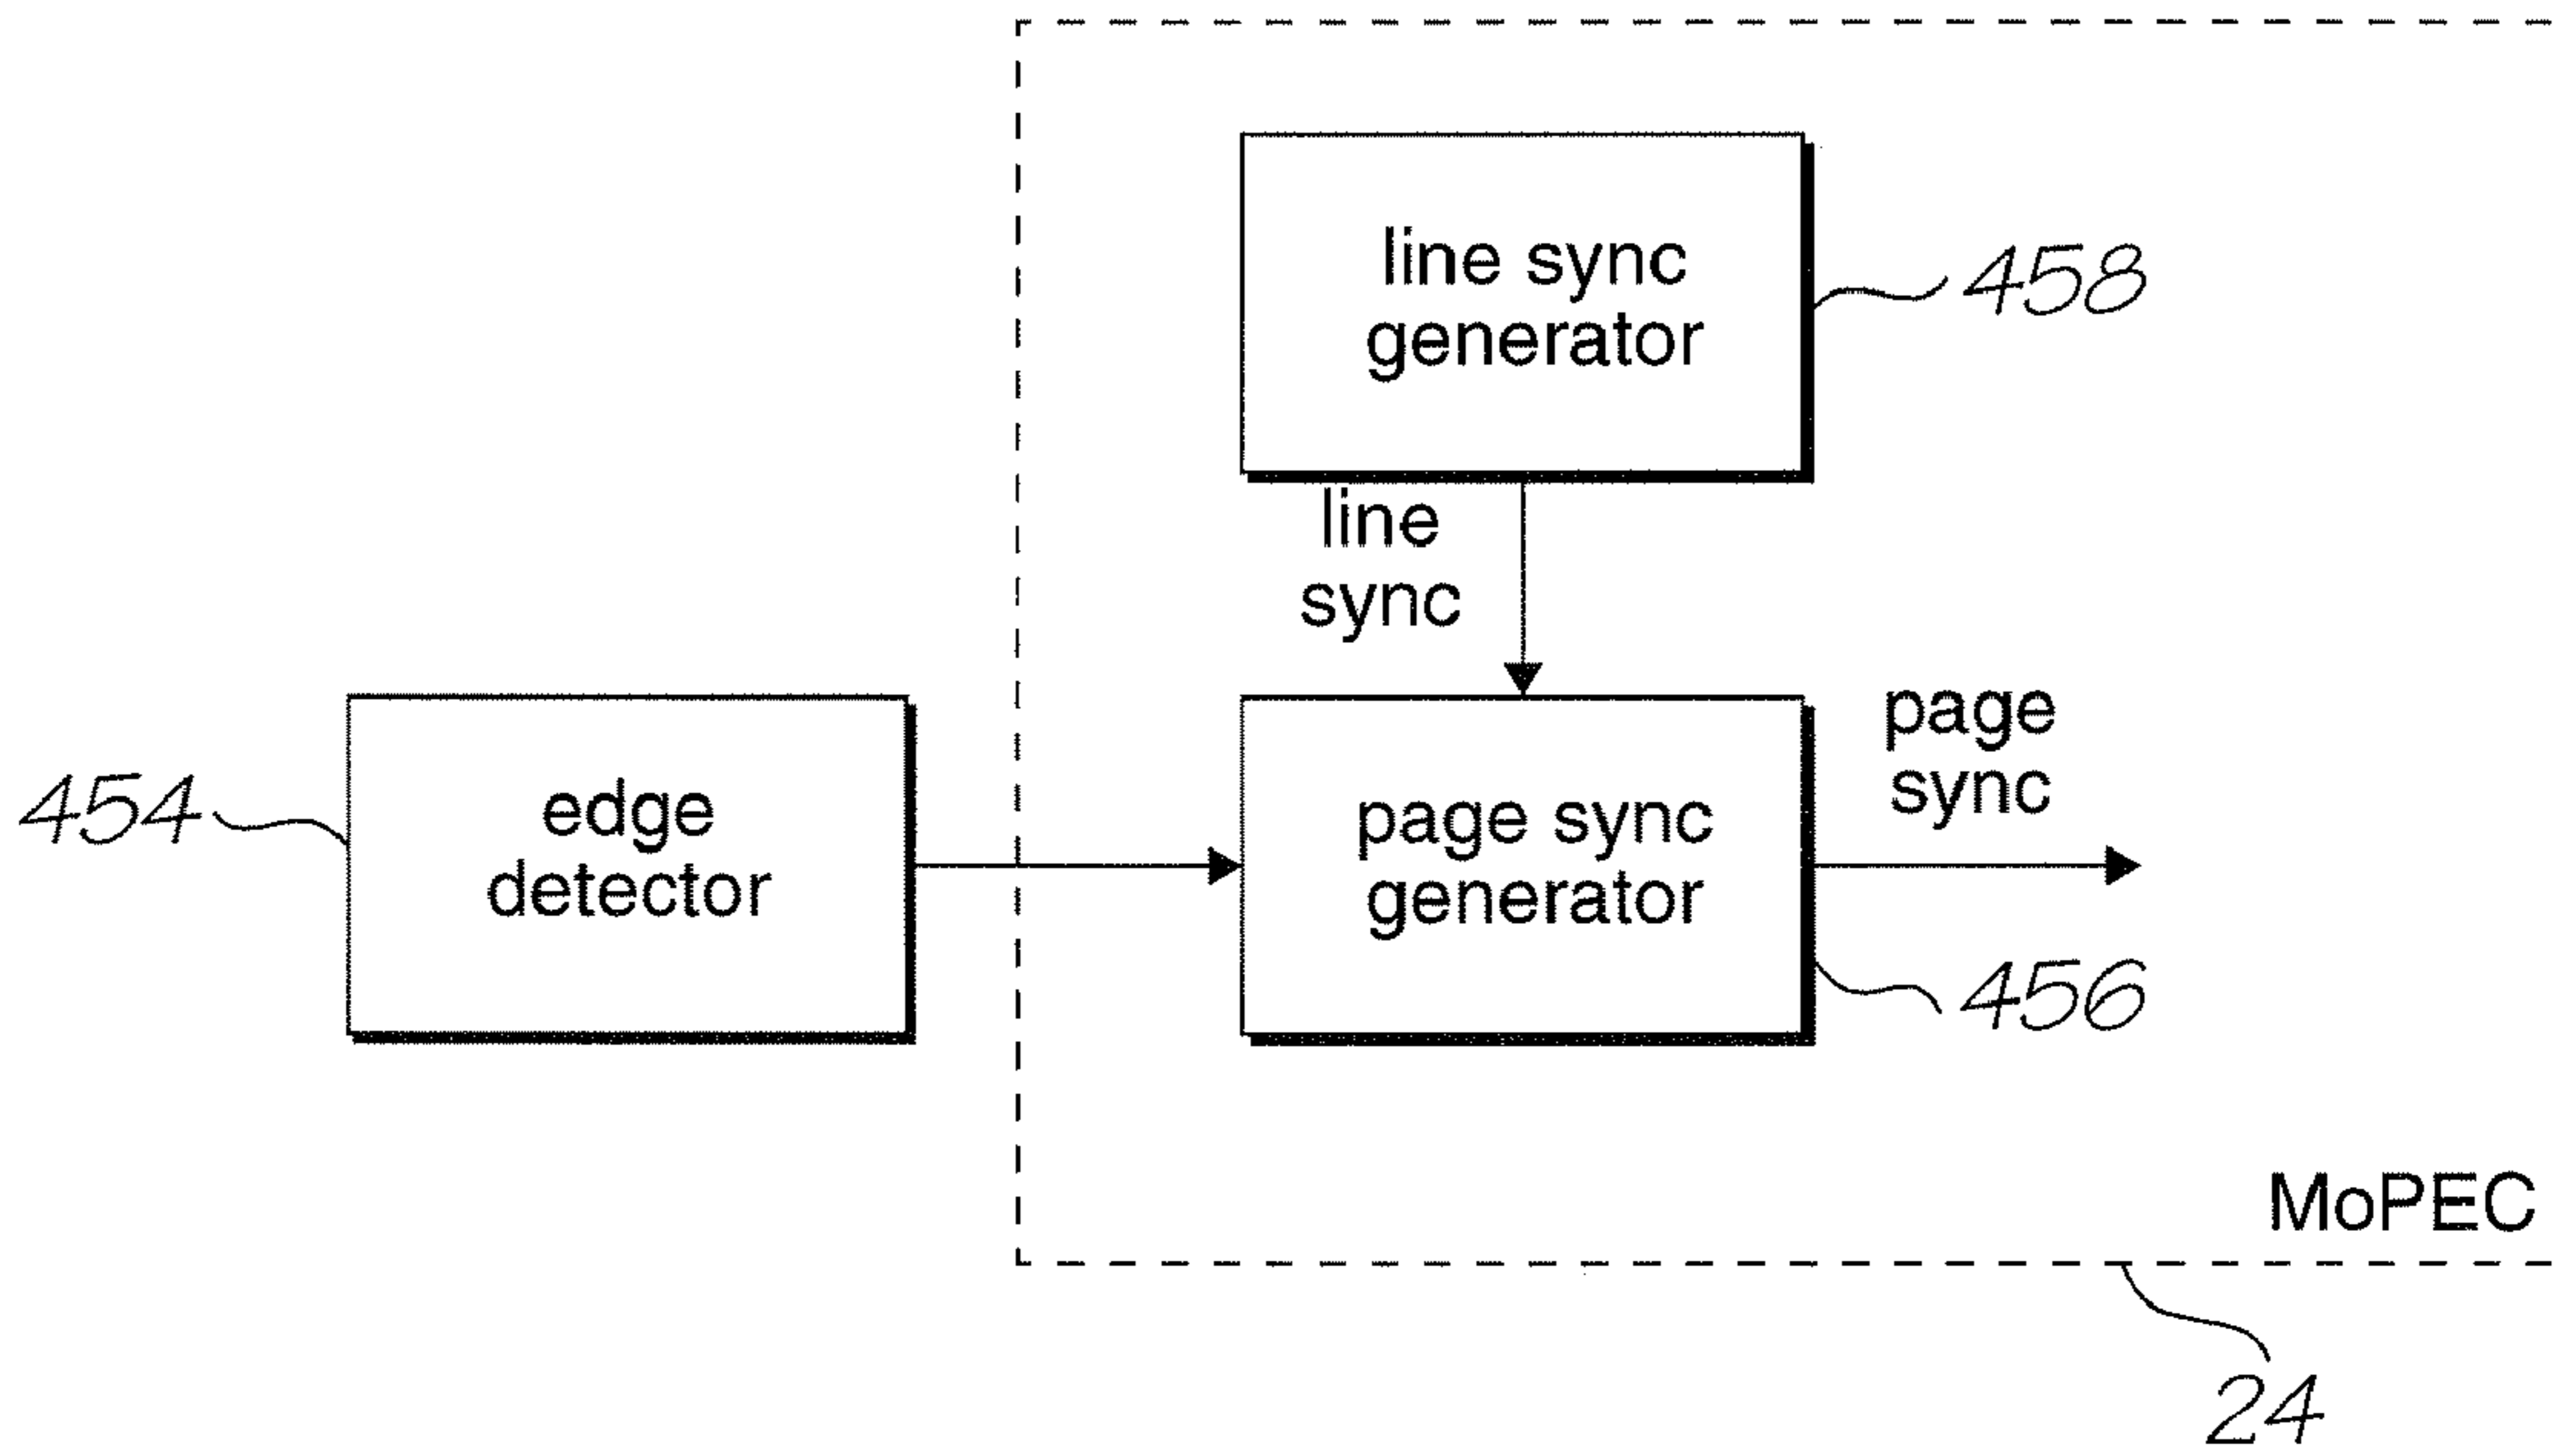 line sync
generator
458
line
sync
page
sync
454
edge
detector
page sync
generator
456
MoPEC
24